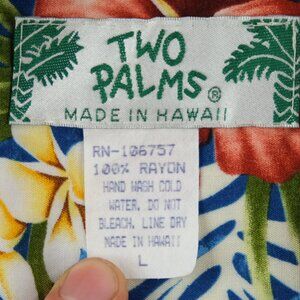 TWO
PALMS®
MADE IN HAWAII
RN-106757
100% RAYON
HAND WASH COLD
WATER, DO NOT
BLEACH, LINE DRY
MADE IN HAWAII
L